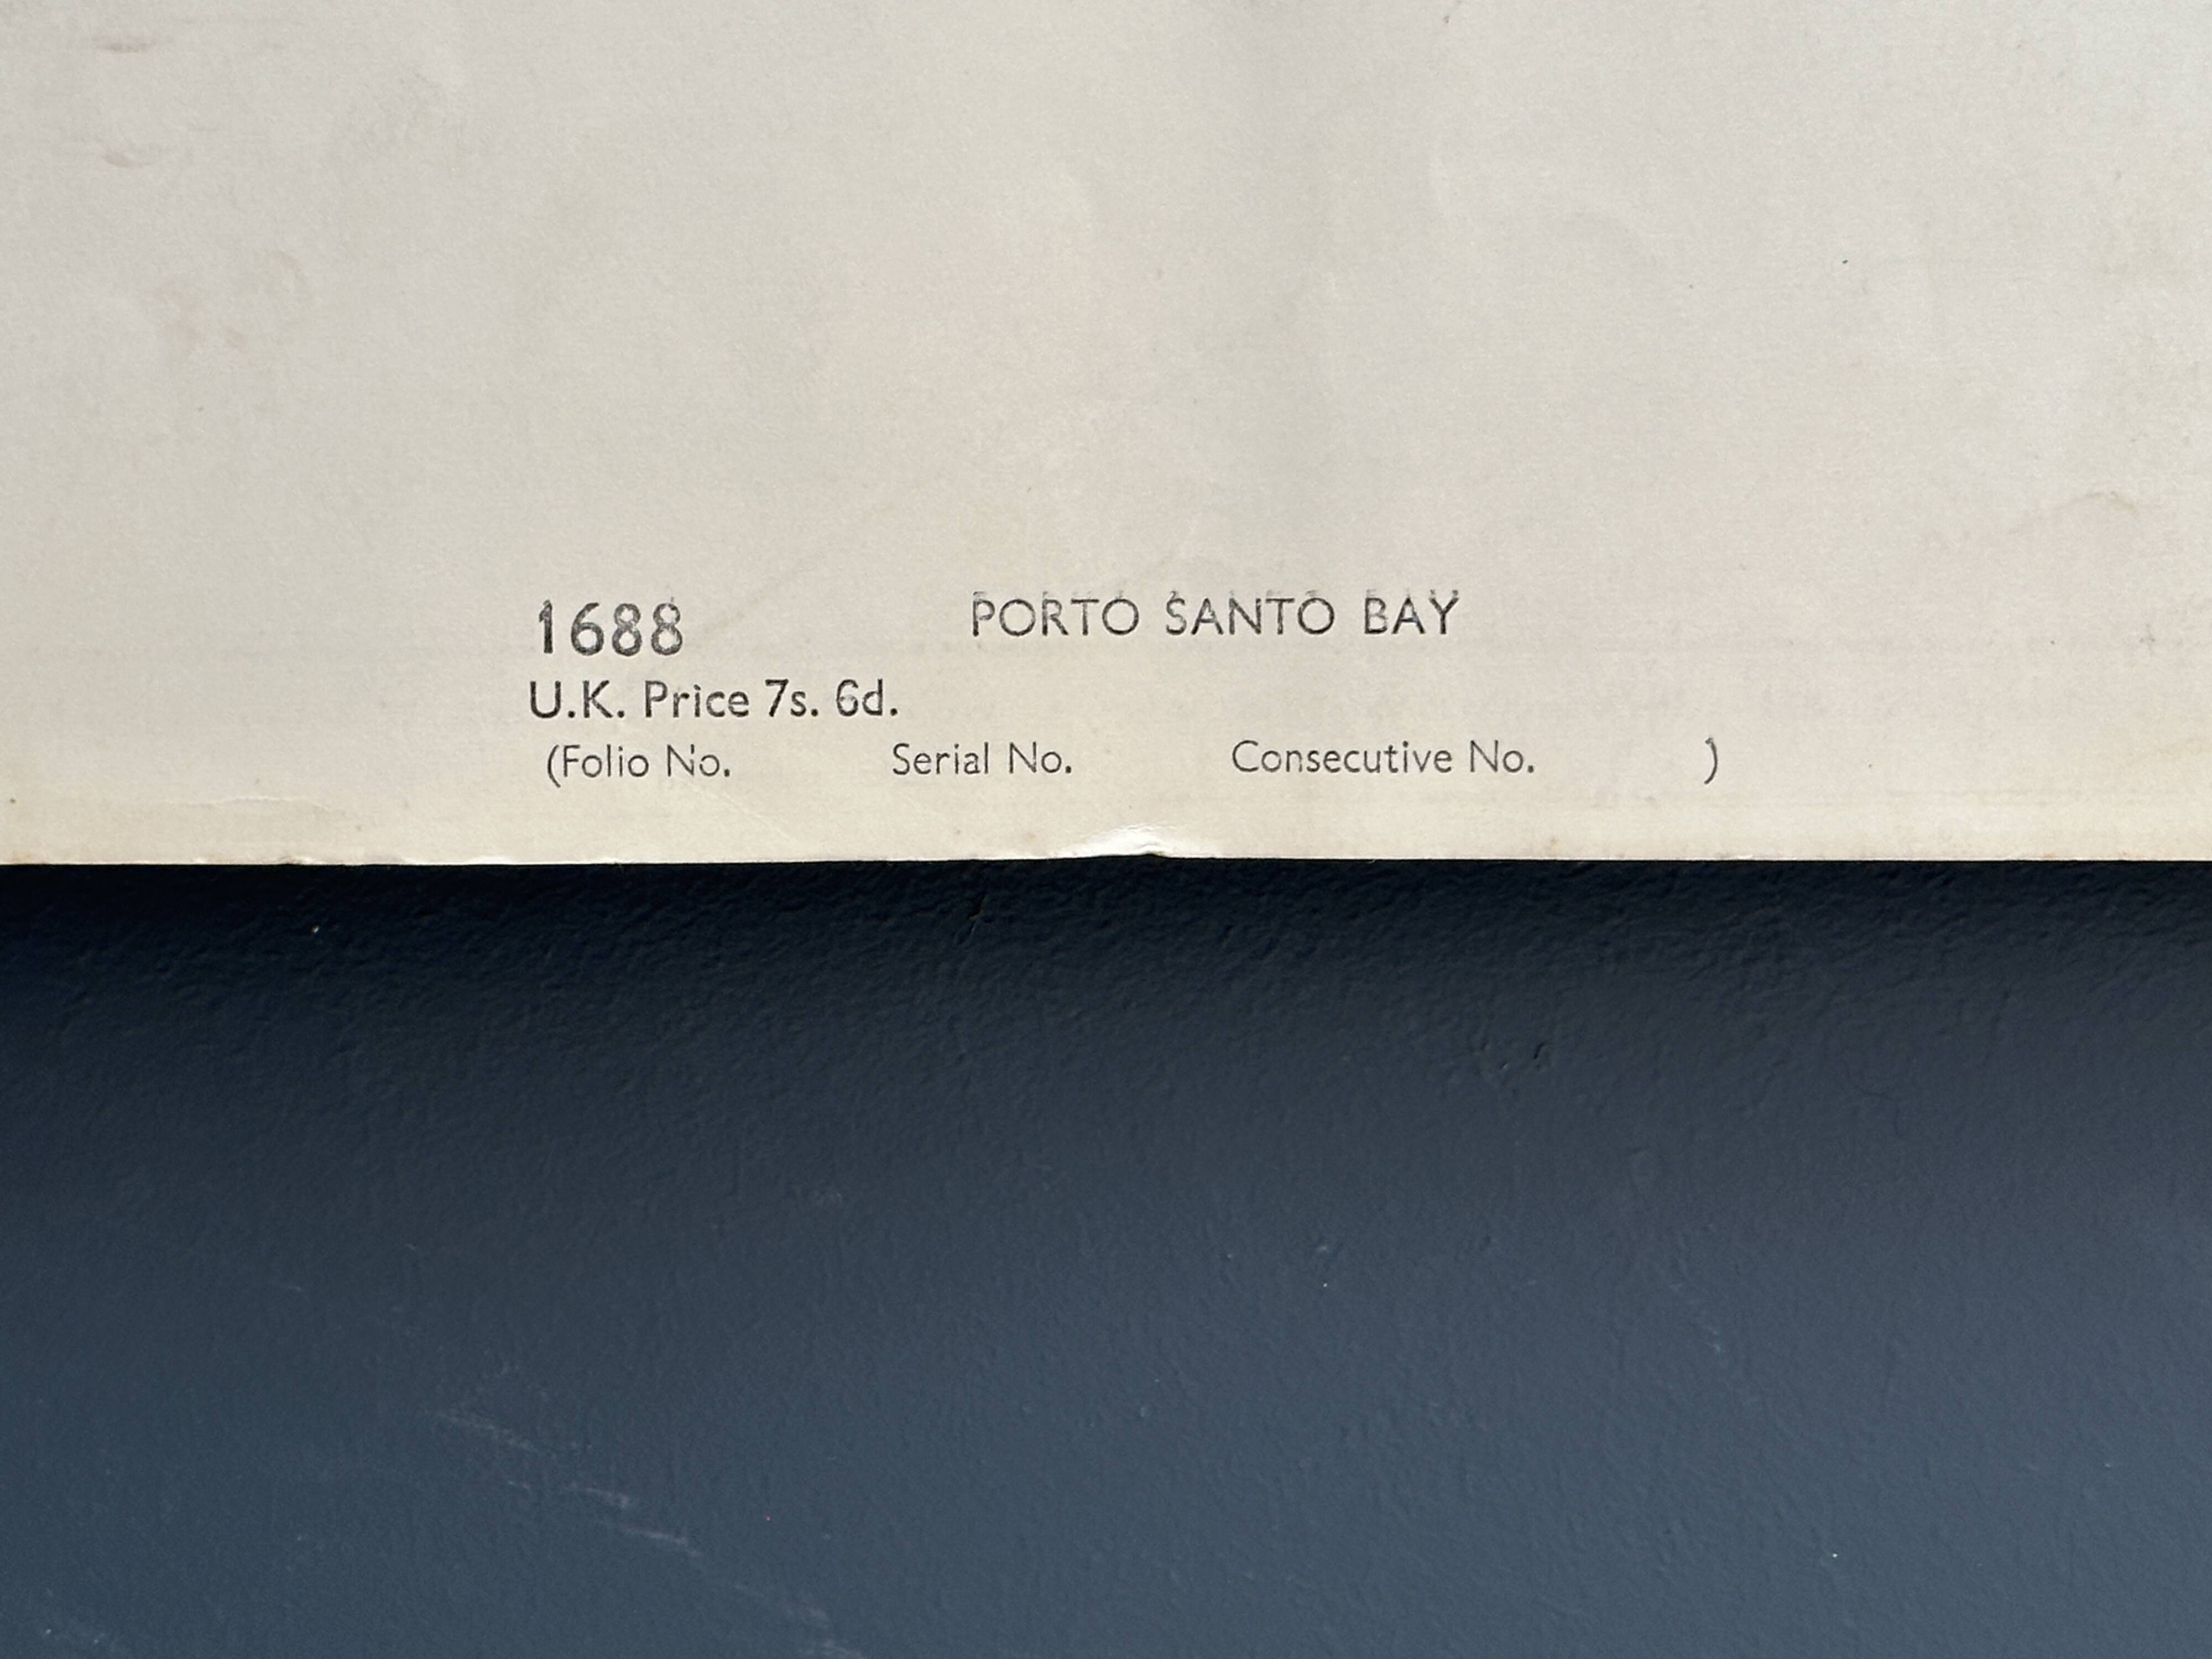 1688 PORTO SANTO BAY
U.K. Price 7s. 6d.
(Folio No. Serial No. Consecutive No. )